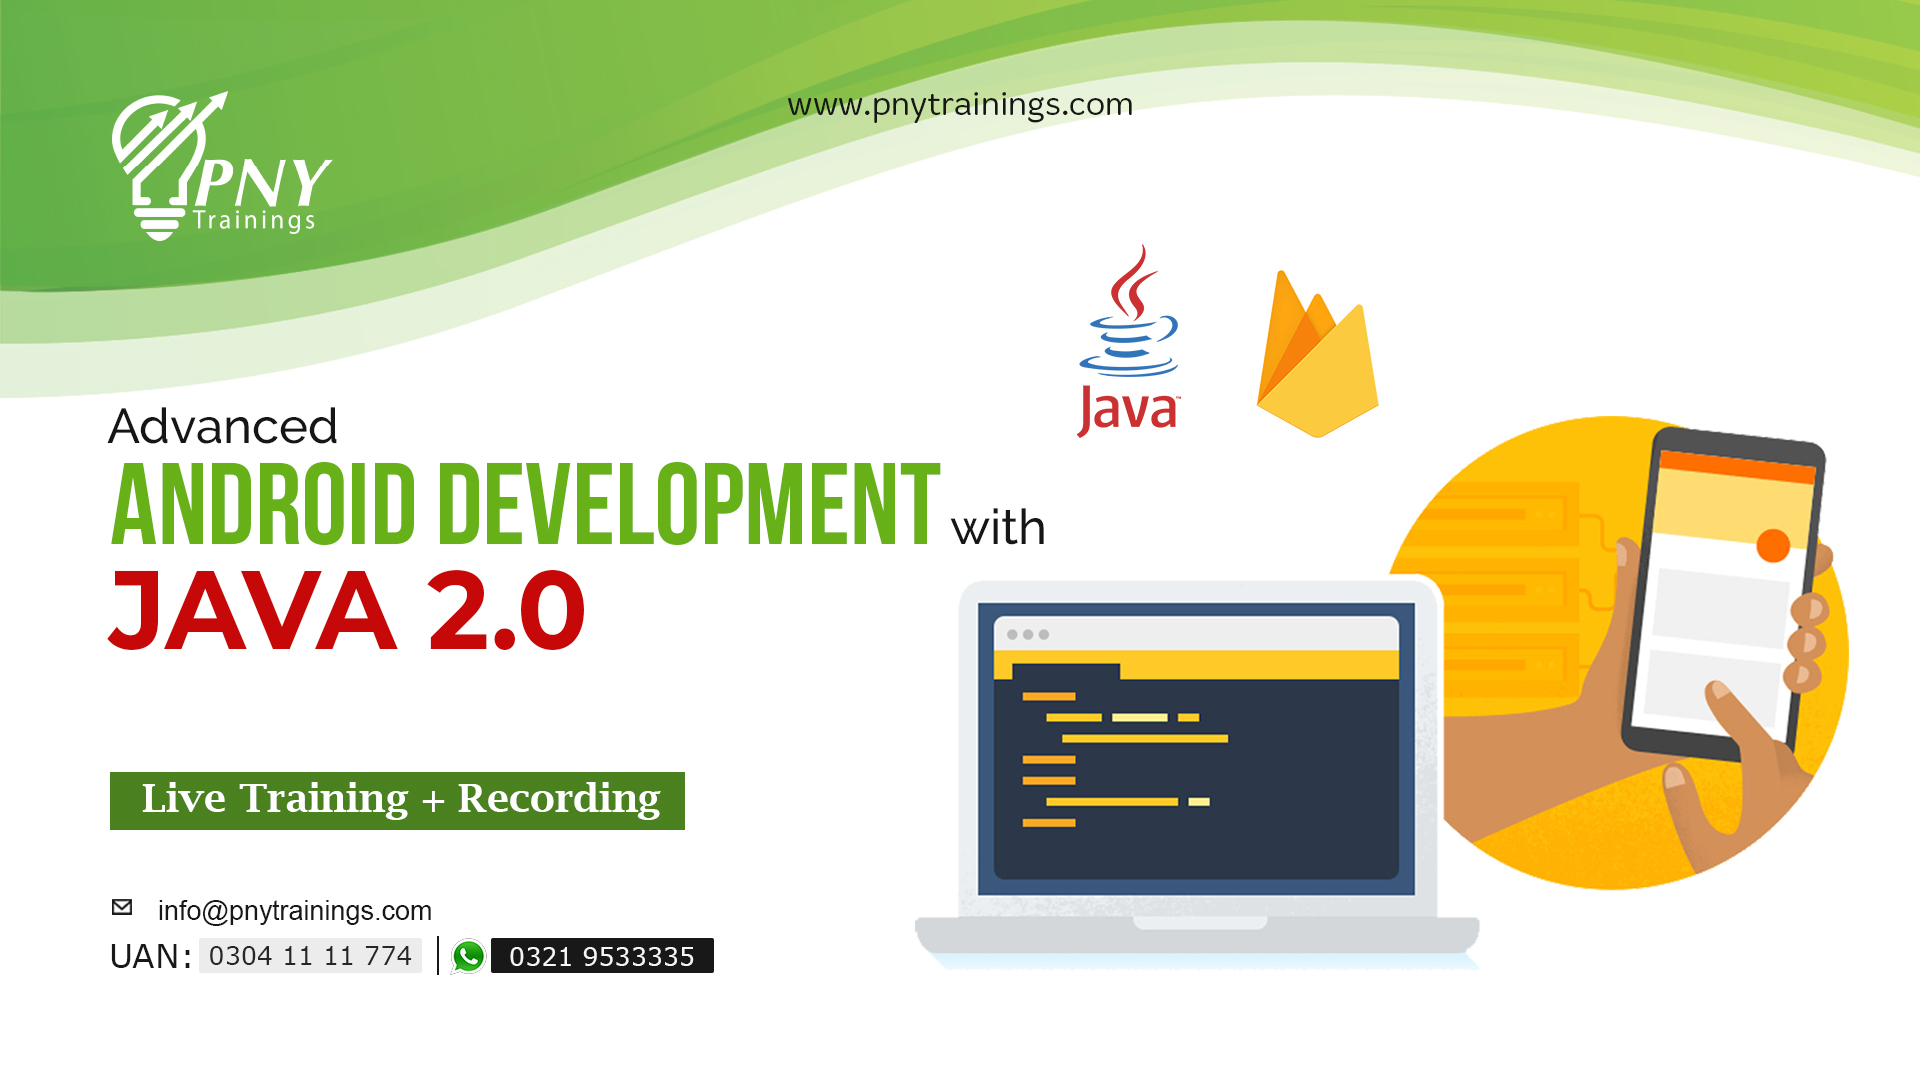 www.pnytrainings.com
PNY
Trainings
Java™
Advanced
ANDROID DEVELOPMENT with
JAVA 2.0
Live Training + Recording
info@pnytrainings.com
UAN: 0304 11 11 774 | 0321 9533335